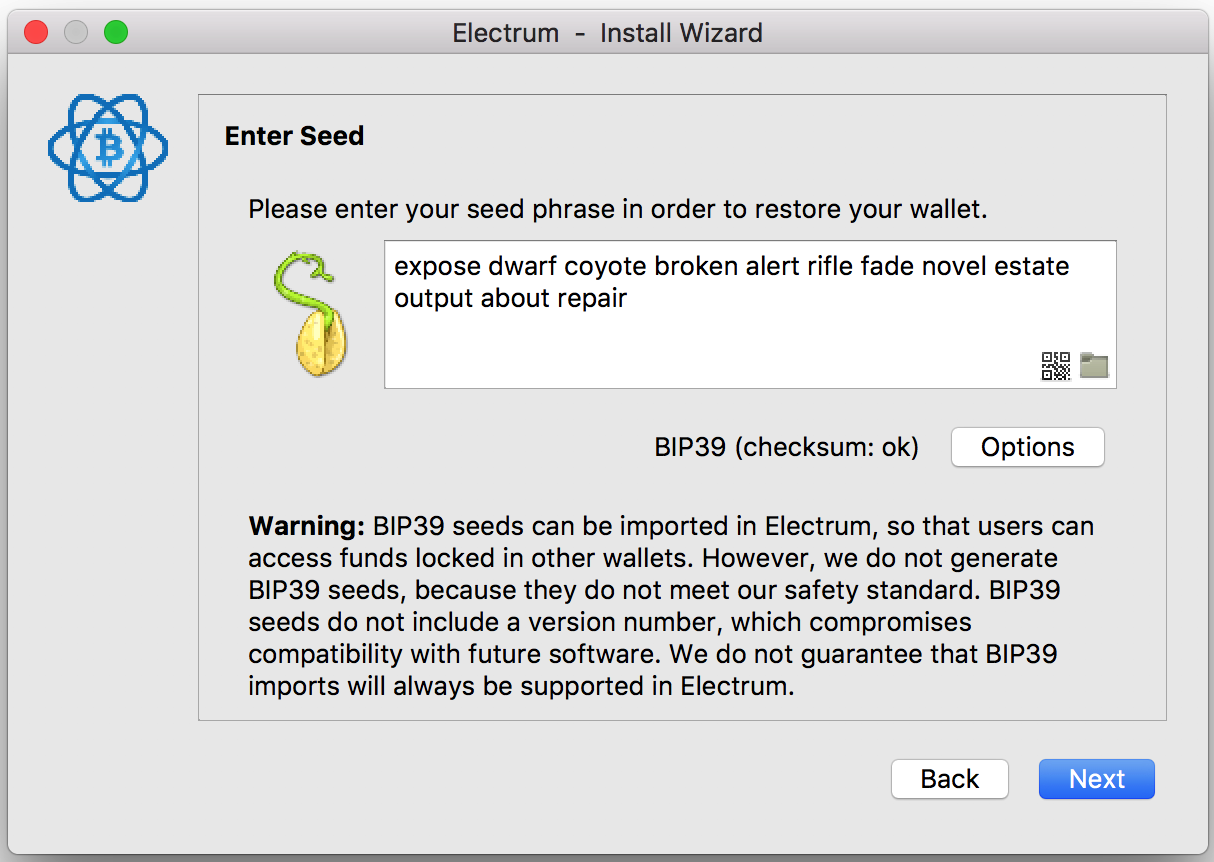 Electrum - Install Wizard
Enter Seed
Please enter your seed phrase in order to restore your wallet.
expose dwarf coyote broken alert rifle fade novel estate
output about repair
BIP39 (checksum: ok)
Options
Warning: BIP39 seeds can be imported in Electrum, so that users can
access funds locked in other wallets. However, we do not generate
BIP39 seeds, because they do not meet our safety standard. BIP39
seeds do not include a version number, which compromises
compatibility with future software. We do not guarantee that BIP39
imports will always be supported in Electrum.
Back
Next